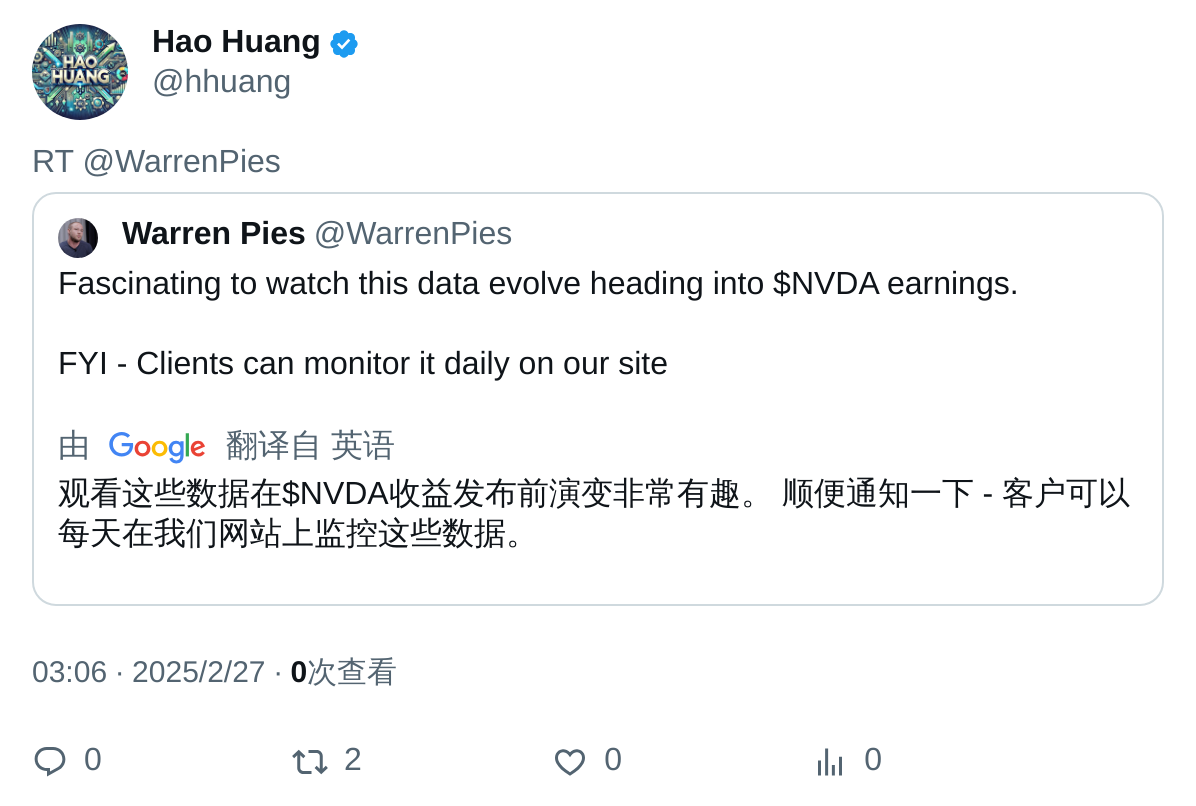 HAO
HUANG
Hao Huang
@hhuang
RT @WarrenPies
Warren Pies @WarrenPies
Fascinating to watch this data evolve heading into $NVDA earnings.
FYI - Clients can monitor it daily on our site
由 Google 翻译自 英语
观看这些数据在$NVDA收益发布前演变非常有趣。 顺便通知一下 - 客户可以
每天在我们网站上监控这些数据。
03:06 · 2025/2/27 · 0次查看
0 2 0 0